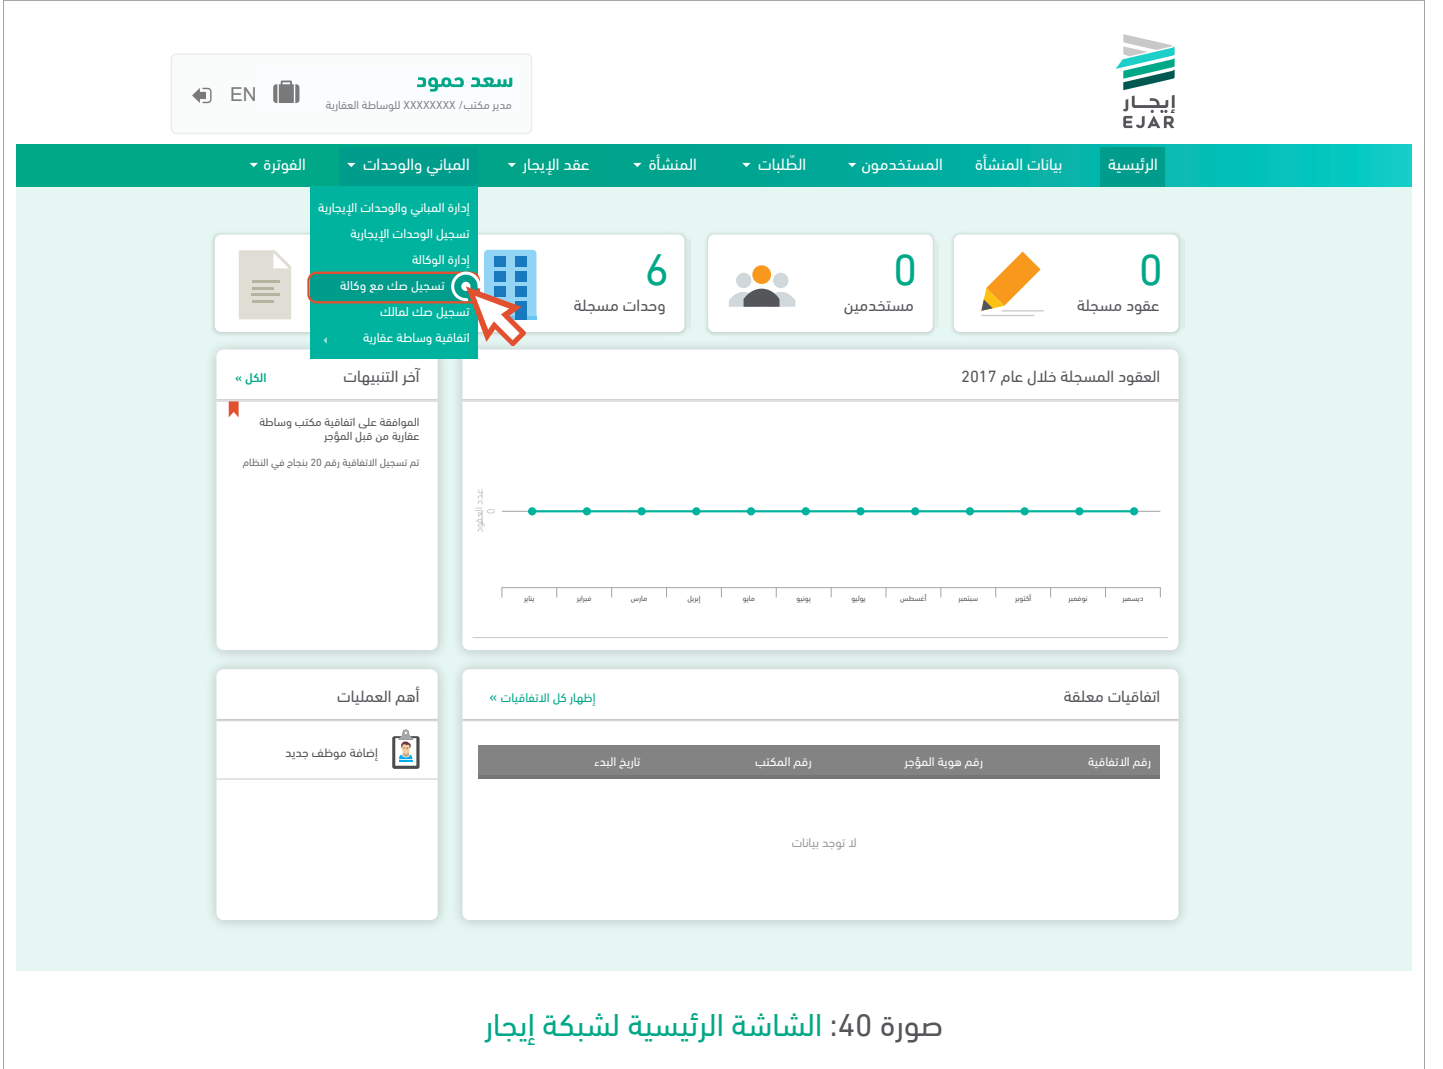 إيجـار
EJAR
سعد حمود
مدير مكتب/ XXXXXXXX للوساطة العقارية
EN
الرئيسية
بيانات المنشأة
المستخدمون
الطّلبات
المنشأة
عقد الإيجار
المباني والوحدات
الفوترة
إدارة المباني والوحدات الإيجارية
تسجيل الوحدات الإيجارية
إدارة الوكالة
تسجيل صك مع وكالة
تسجيل صك لمالك
اتفاقية وساطة عقارية
0
عقود مسجلة
0
مستخدمين
6
وحدات مسجلة
العقود المسجلة خلال عام 2017
عدد العقود
0
يناير
فبراير
مارس
إبريل
مايو
يونيو
يوليو
أغسطس
سبتمبر
أكتوبر
نوفمبر
ديسمبر
آخر التنبيهات
الكل »
الموافقة على اتفاقية مكتب وساطة
عقارية من قبل المؤجر
تم تسجيل الاتفاقية رقم 20 بنجاح في النظام
اتفاقيات معلقة
إظهار كل الاتفاقيات »
رقم الاتفاقية
رقم هوية المؤجر
رقم المكتب
تاريخ البدء
لا توجد بيانات
أهم العمليات
إضافة موظف جديد
صورة 40: الشاشة الرئيسية لشبكة إيجار